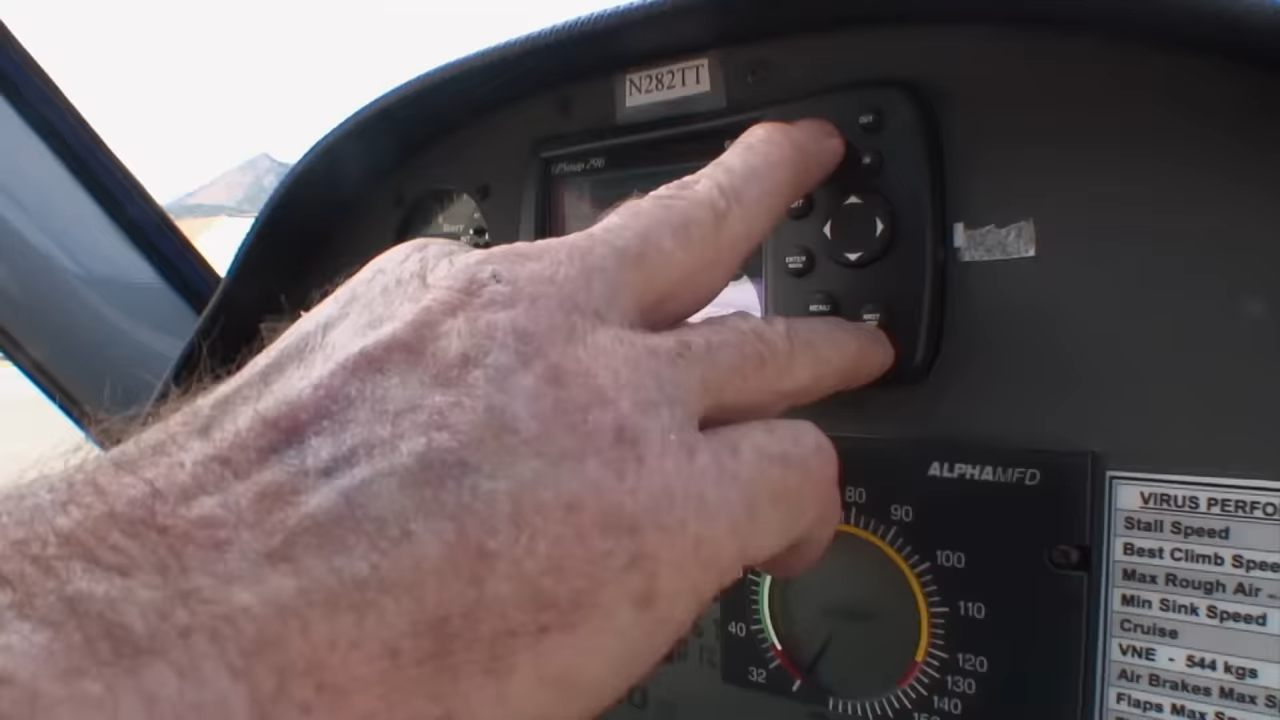 N282TT
GPSmap 296
Barr
OUT
IN
ENTER
MENU
NRST
ALPHAMFD
80
90
100
110
120
130
140
40
32
VIRUS PERFO
Stall Speed
Best Climb Spee
Max Rough Air -
Min Sink Speed
Cruise
VNE - 544 kgs
Air Brakes Max S
Flaps Max S